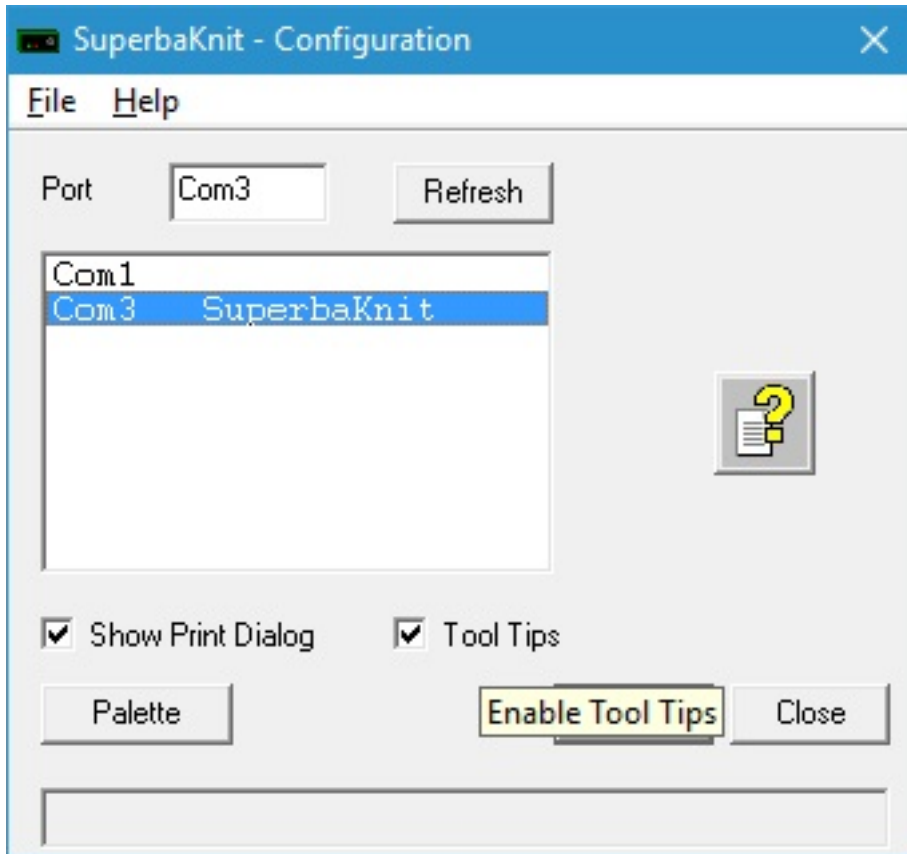 SuperbaKnit - Configuration
File Help
Port Com3 Refresh
Com1
Com3 SuperbaKnit
Show Print Dialog Tool Tips
Palette Enable Tool Tips Close